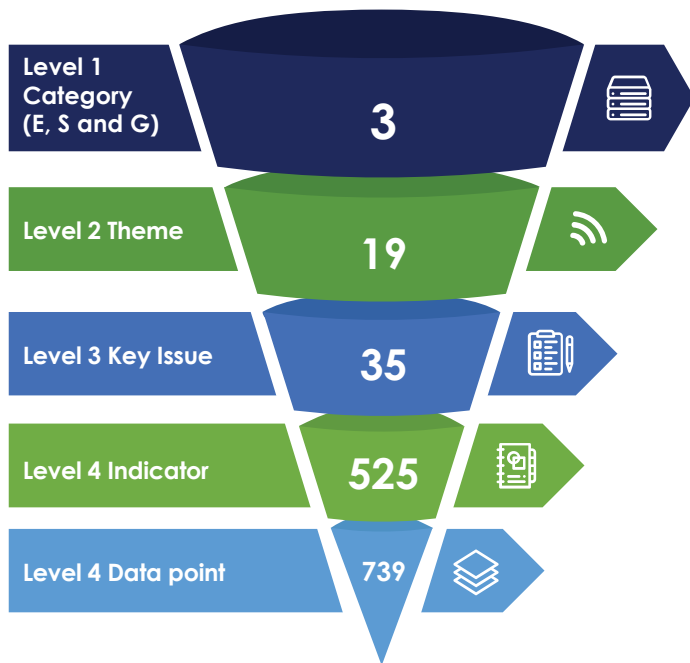 Level 1
Category
(E, S and G)
3
Level 2 Theme
19
Level 3 Key Issue
35
Level 4 Indicator
525
Level 4 Data point
739